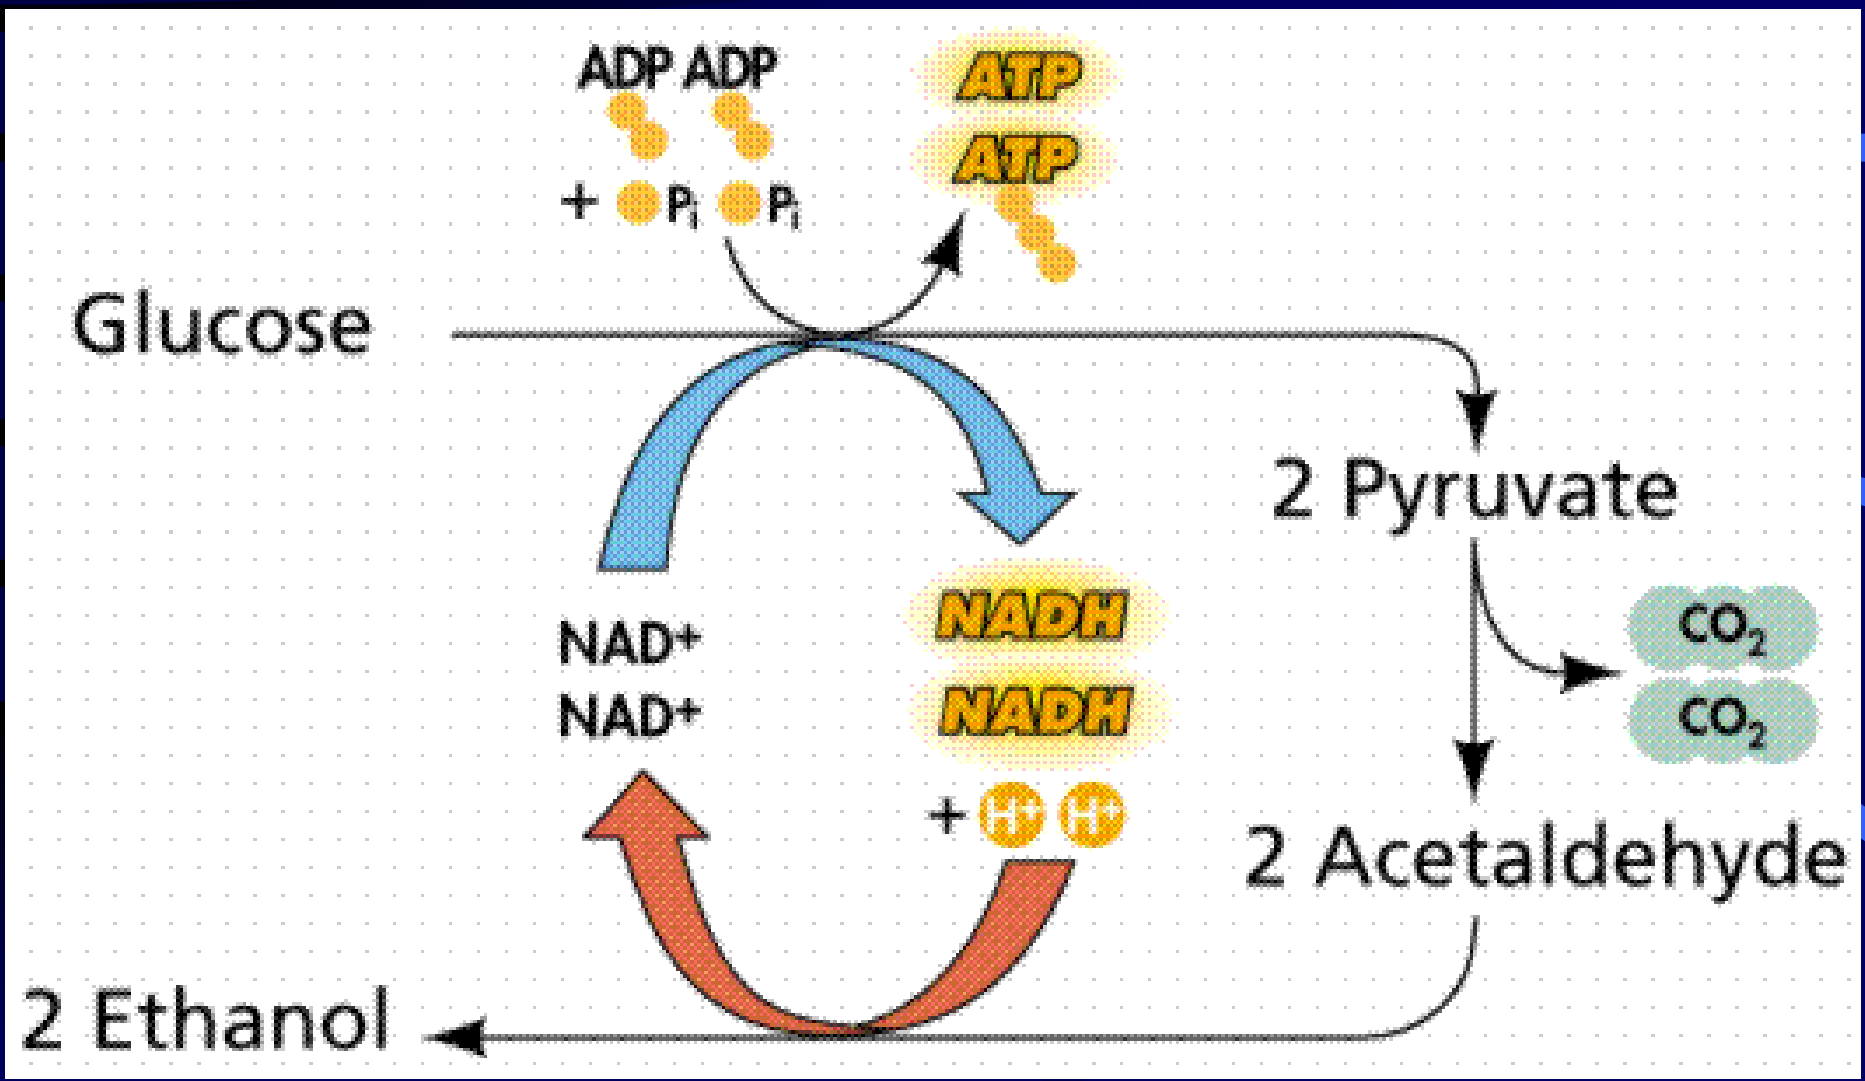 ADP ADP
ATP
ATP
+ Pi Pi
Glucose
2 Pyruvate
NAD+
NAD+
NADH
NADH
CO2
CO2
+ H+ H+
2 Acetaldehyde
2 Ethanol